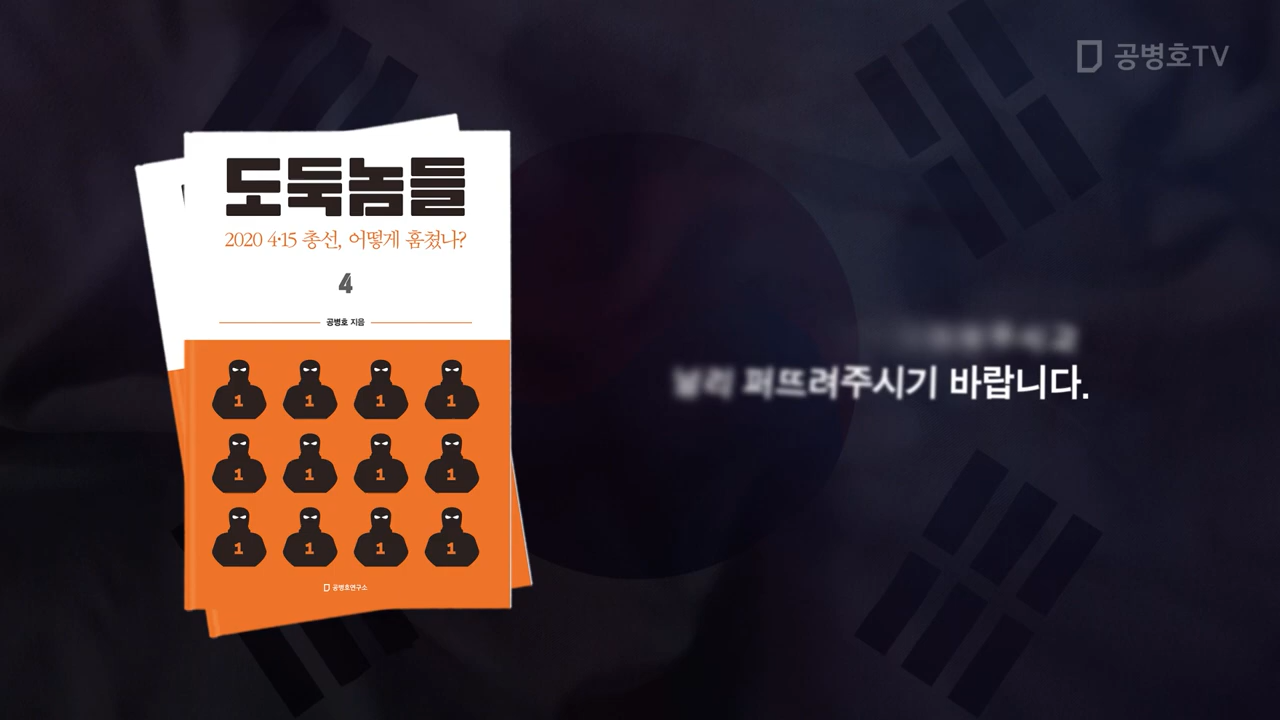 공병호TV
도둑놈들
2020 4·15 총선, 어떻게 훔쳤나?
4
공병호 지음
1 1 1 1
1 1 1 1
1 1 1 1
공병호연구소
널리 퍼뜨려주시기 바랍니다.